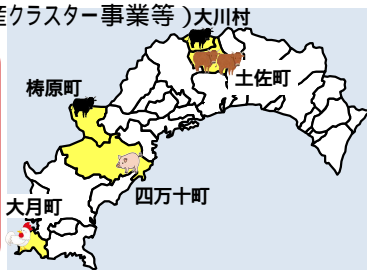 産クラスター事業等）大川村
土佐町
梼原町
四万十町
大月町